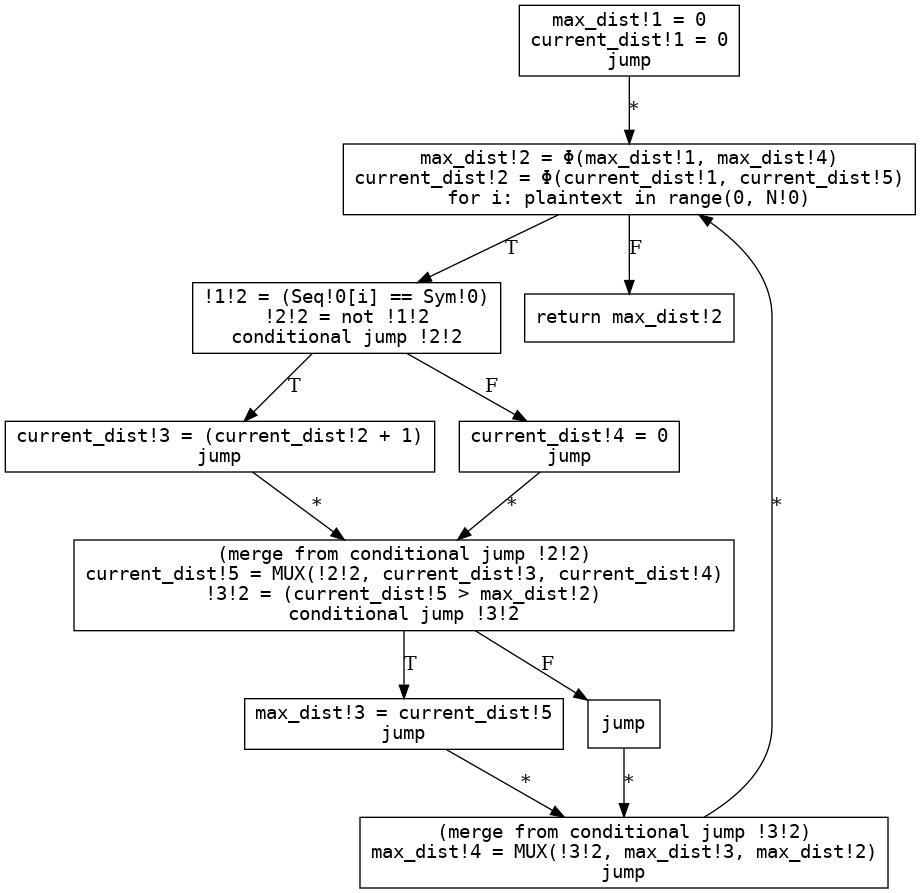 max_dist!1 = 0
current_dist!1 = 0
jump
*
max_dist!2 = Φ(max_dist!1, max_dist!4)
current_dist!2 = Φ(current_dist!1, current_dist!5)
for i: plaintext in range(0, N!0)
T
F
!1!2 = (Seq!0[i] == Sym!0)
!2!2 = not !1!2
conditional jump !2!2
return max_dist!2
T
F
current_dist!3 = (current_dist!2 + 1)
jump
current_dist!4 = 0
jump
*
*
*
(merge from conditional jump !2!2)
current_dist!5 = MUX(!2!2, current_dist!3, current_dist!4)
!3!2 = (current_dist!5 > max_dist!2)
conditional jump !3!2
T
F
max_dist!3 = current_dist!5
jump
jump
*
*
(merge from conditional jump !3!2)
max_dist!4 = MUX(!3!2, max_dist!3, max_dist!2)
jump